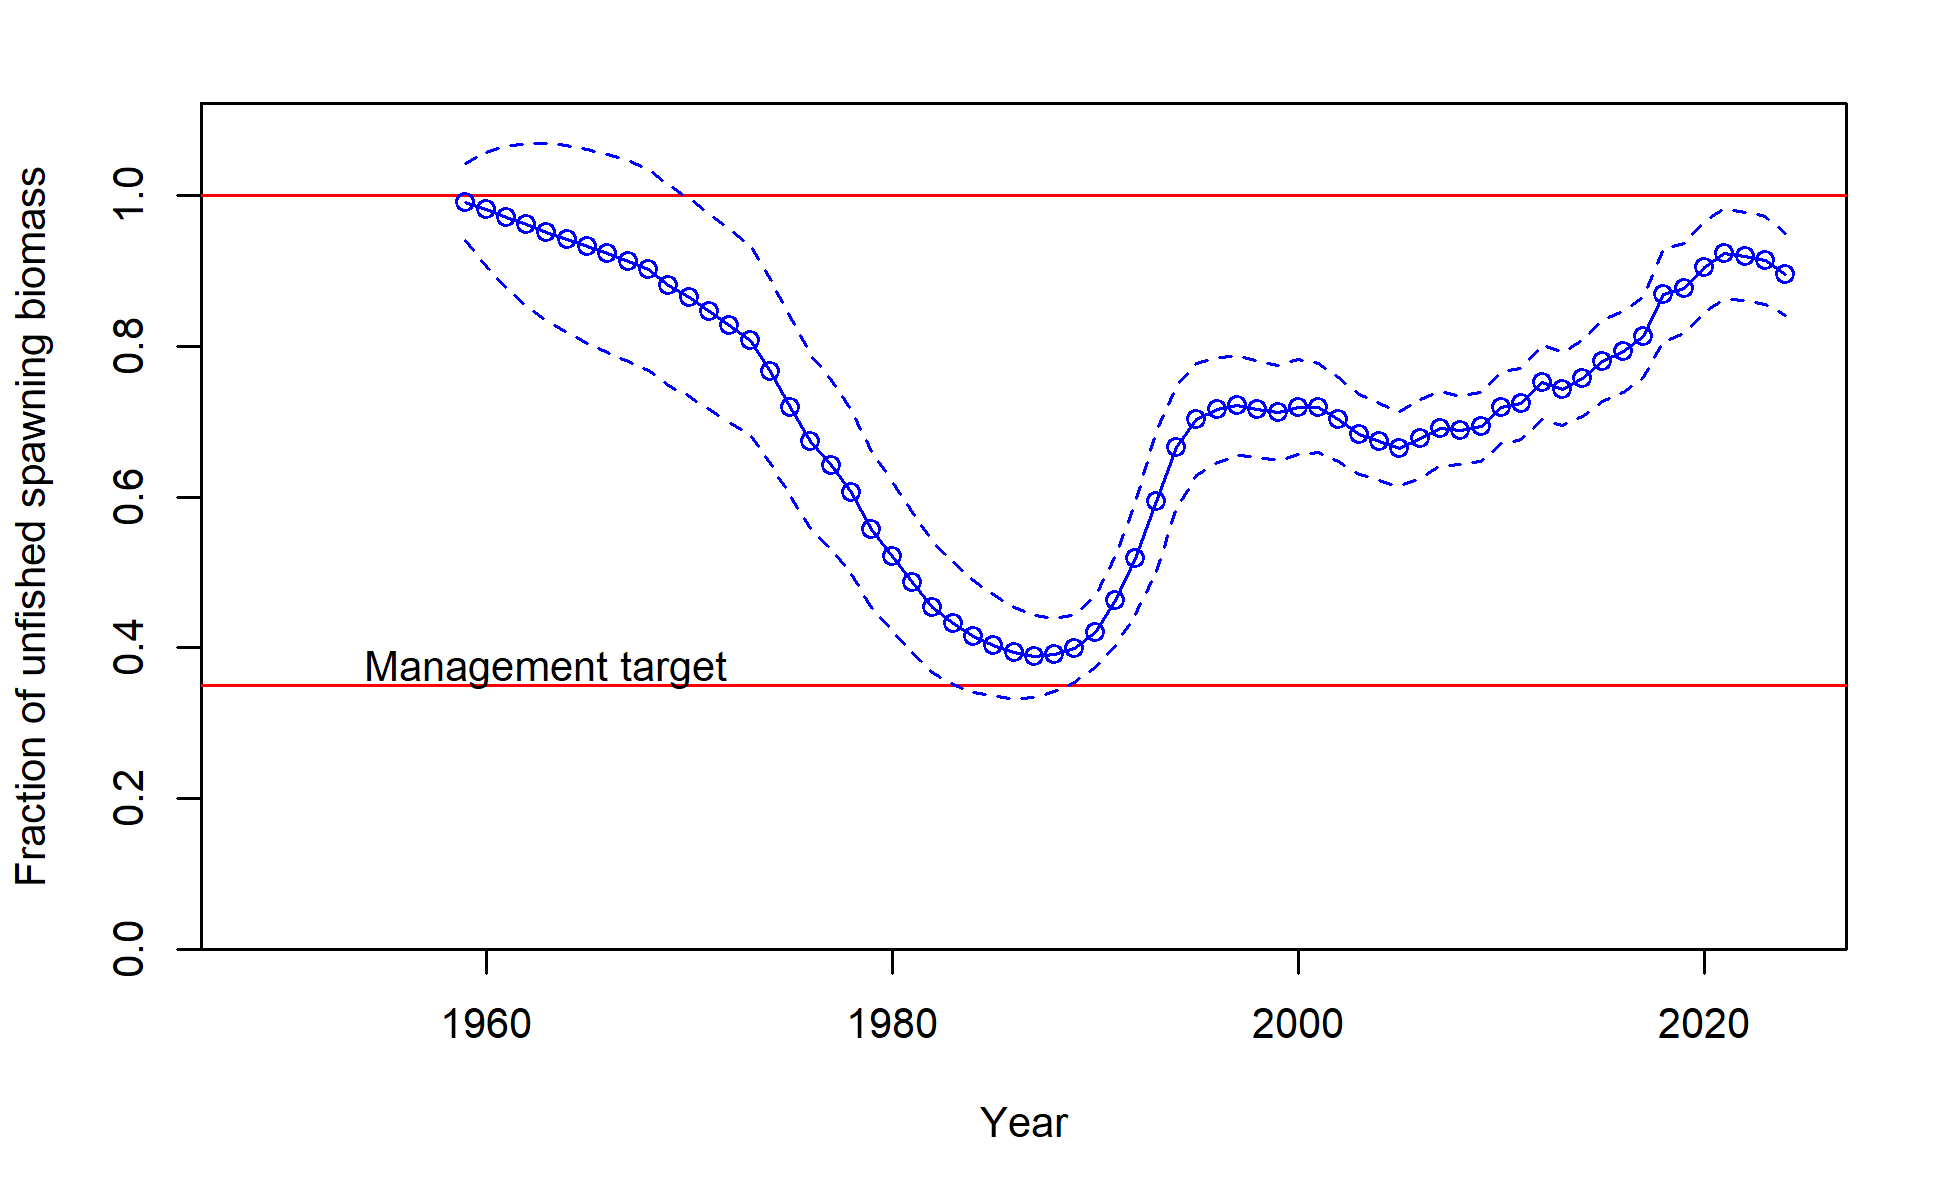 Fraction of unfished spawning biomass
1.0
0.8
0.6
0.4
0.2
0.0
Management target
1960 1980 2000 2020
Year